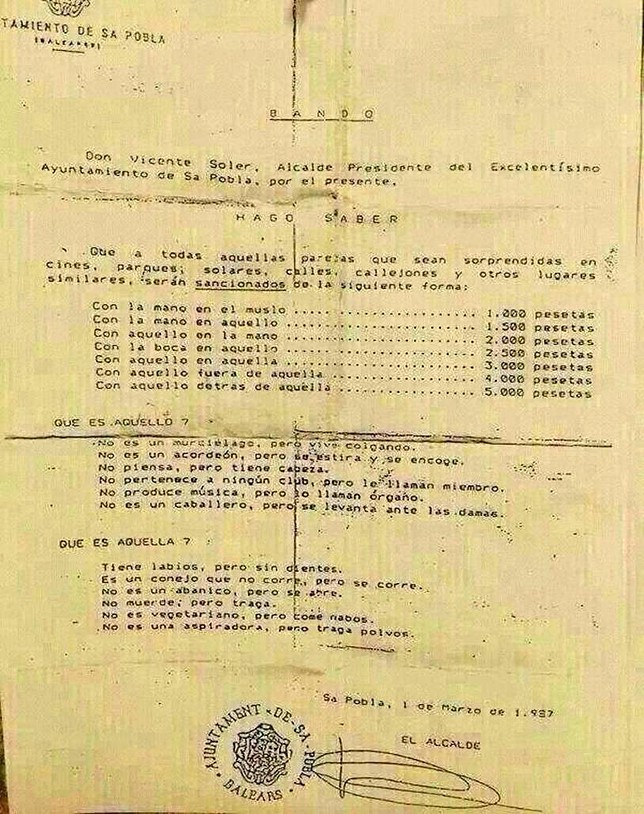 TAMIENTO DE SA POBLA
(BALEARES)
B A N D O
Don Vicente Soler, Alcalde Presidente del Excelentísimo
Ayuntamiento de Sa Pobla, por el presente,
H A G O S A B E R
Que a todas aquellas parejas que sean sorprendidas en
cines, parques, solares, calles, callejones y otros lugares
similares, serán sancionados de la siguiente forma:
Con la mano en el muslo ........................ 1.000 pesetas
Con la mano en aquello ......................... 1.500 pesetas
Con aquello en la mano ......................... 2.000 pesetas
Con la boca en aquello ......................... 2.500 pesetas
Con aquello en aquella ......................... 3.000 pesetas
Con aquello fuera de aquella ................... 4.000 pesetas
Con aquello detras de aquella .................. 5.000 pesetas
QUE ES AQUELLO ?
No es un murciélago, pero vive colgando.
No es un acordeón, pero se estira y se encoge.
No piensa, pero tiene cabeza.
No pertenece a ningún club, pero le llaman miembro.
No produce música, pero lo llaman órgano.
No es un caballero, pero se levanta ante las damas.
QUE ES AQUELLA ?
Tiene labios, pero sin dientes.
Es un conejo que no corre, pero se corre.
No es un abanico, pero se abre.
No muerde, pero traga.
No es vegetariano, pero come nabos.
No es una aspiradora, pero traga polvos.
Sa Pobla, 1 de Marzo de 1.987
EL ALCALDE
AJUNTAMENT - DE - SA - POBLA
BALEARS